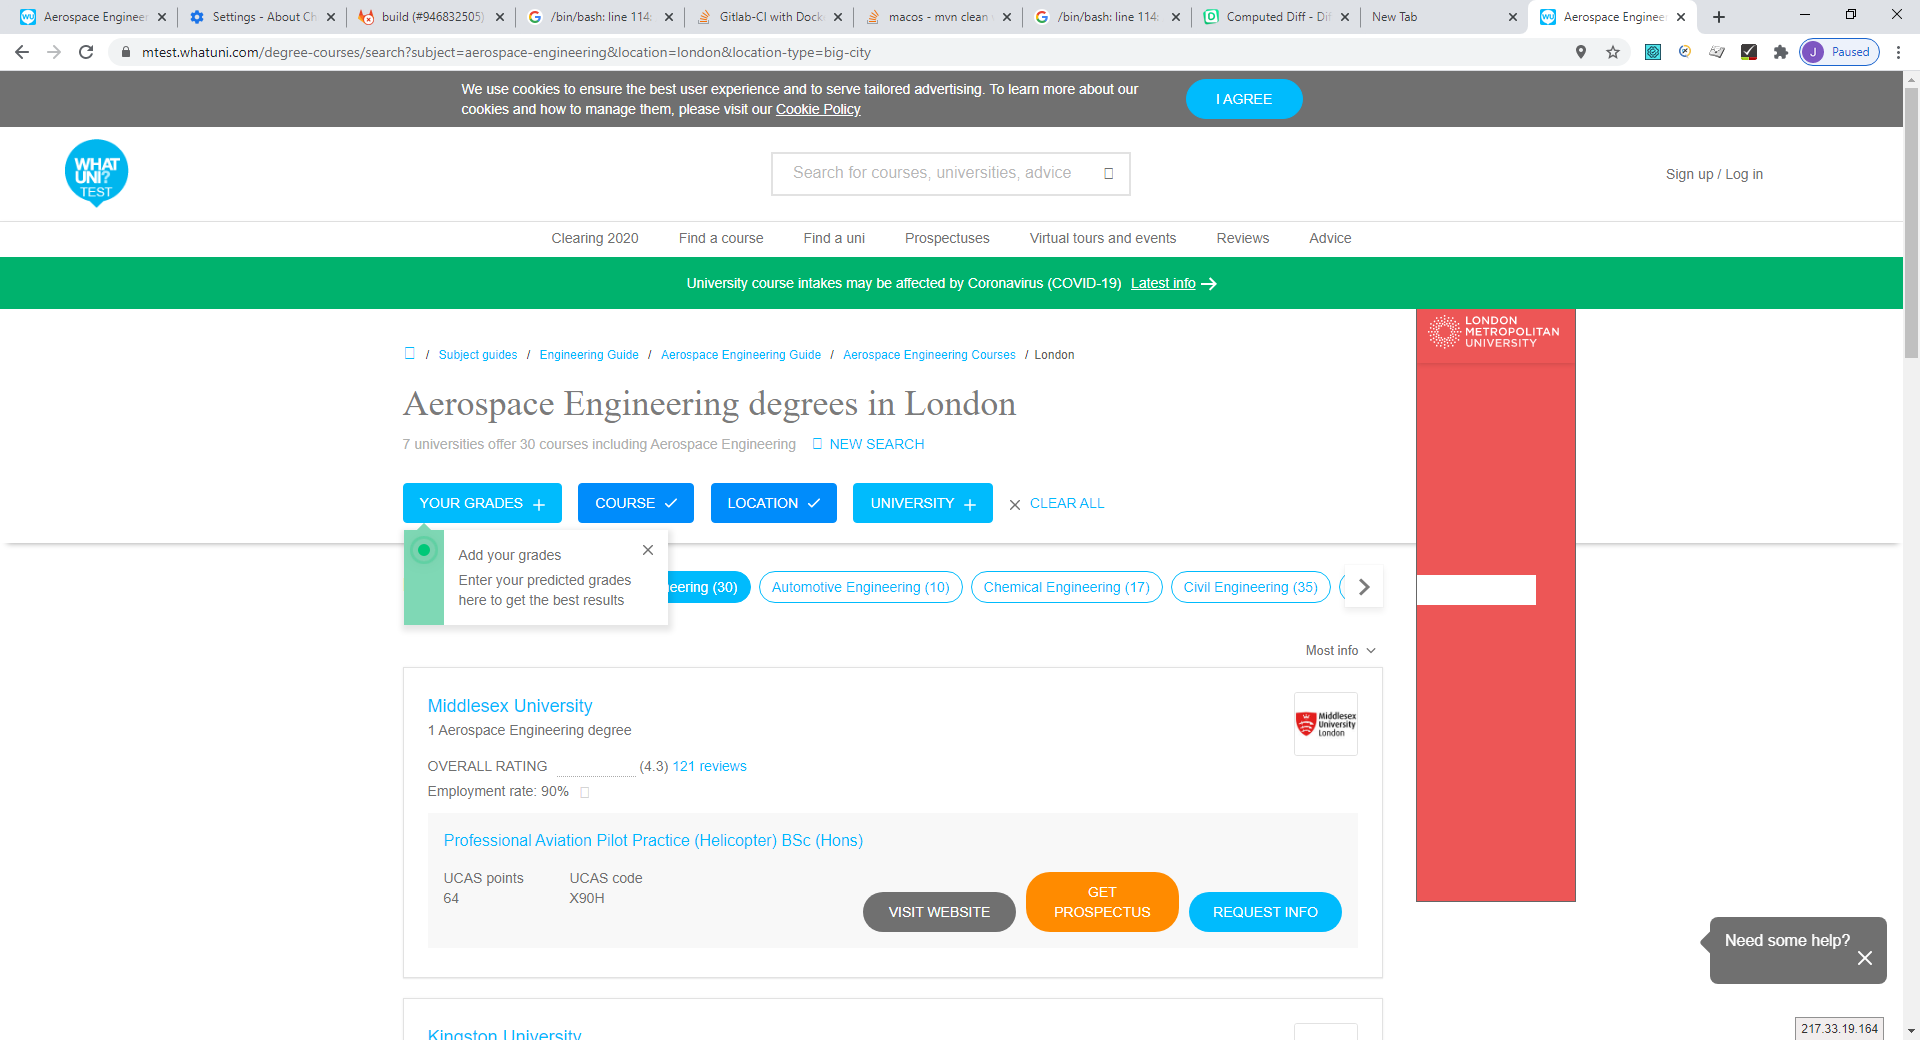 Aerospace Engineer
Settings - About Ch
build (#946832505)
/bin/bash: line 114:
Gitlab-CI with Dock
macos - mvn clean
/bin/bash: line 114:
Computed Diff - Dif
New Tab
Aerospace Enginee
mtest.whatuni.com/degree-courses/search?subject=aerospace-engineering&location=london&location-type=big-city
J Paused
We use cookies to ensure the best user experience and to serve tailored advertising. To learn more about our
cookies and how to manage them, please visit our Cookie Policy
I AGREE
WHAT
UNI?
TEST
Search for courses, universities, advice
Sign up / Log in
Clearing 2020 Find a course Find a uni Prospectuses Virtual tours and events Reviews Advice
University course intakes may be affected by Coronavirus (COVID-19) Latest info
LONDON
METROPOLITAN
UNIVERSITY
/ Subject guides / Engineering Guide / Aerospace Engineering Guide / Aerospace Engineering Courses / London
Aerospace Engineering degrees in London
7 universities offer 30 courses including Aerospace Engineering NEW SEARCH
YOUR GRADES COURSE LOCATION UNIVERSITY CLEAR ALL
Add your grades
Enter your predicted grades
here to get the best results
eering (30) Automotive Engineering (10) Chemical Engineering (17) Civil Engineering (35)
Most info
Middlesex University
1 Aerospace Engineering degree
Middlesex
University
London
OVERALL RATING (4.3) 121 reviews
Employment rate: 90%
Professional Aviation Pilot Practice (Helicopter) BSc (Hons)
UCAS points UCAS code
64 X90H
VISIT WEBSITE
GET
PROSPECTUS
REQUEST INFO
Need some help?
Kingston University
217.33.19.164